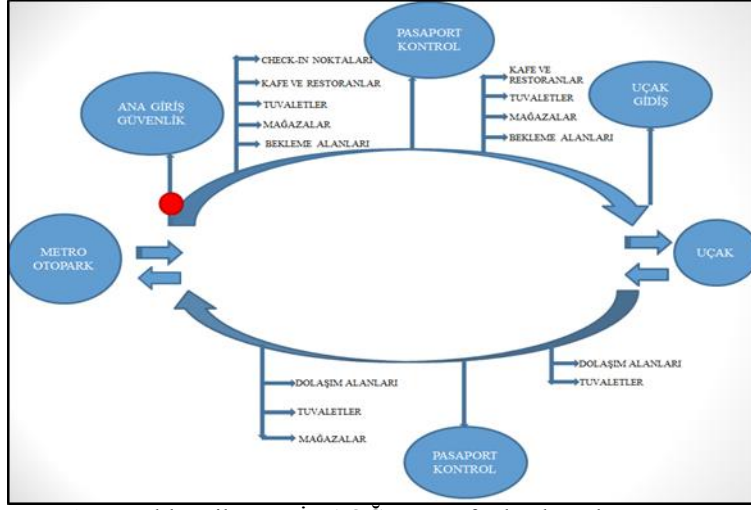 PASAPORT
KONTROL
CHECK-IN NOKTALARI
KAFE VE RESTORANLAR
TUVALETLER
MAĞAZALAR
BEKLEME ALANLARI
KAFE VE
RESTORANLAR
TUVALETLER
MAĞAZALAR
BEKLEME ALANLARI
ANA GİRİŞ
GÜVENLİK
UÇAK
GİDİŞ
METRO
OTOPARK
UÇAK
DOLAŞIM ALANLARI
TUVALETLER
MAĞAZALAR
DOLAŞIM ALANLARI
TUVALETLER
PASAPORT
KONTROL